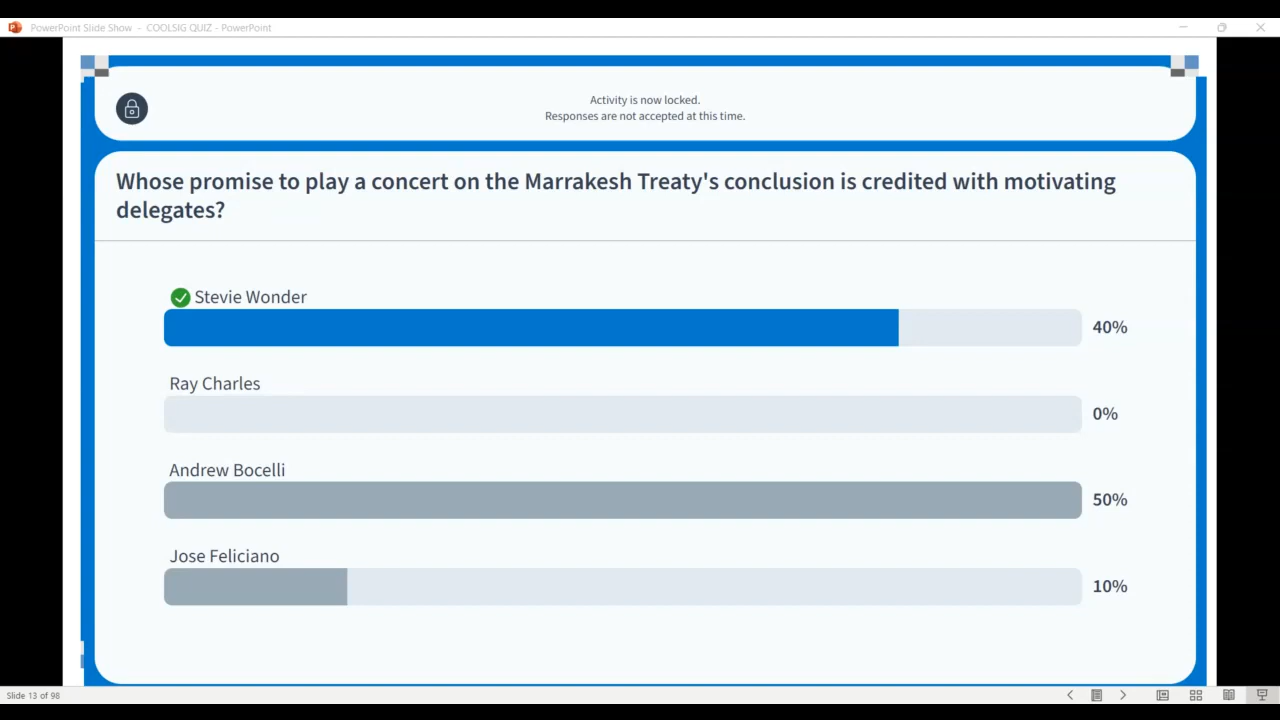 PowerPoint Slide Show - COOLSIG QUIZ - PowerPoint
Activity is now locked.
Responses are not accepted at this time.
Whose promise to play a concert on the Marrakesh Treaty's conclusion is credited with motivating
delegates?
Stevie Wonder
40%
Ray Charles
0%
Andrew Bocelli
50%
Jose Feliciano
10%
Slide 13 of 98